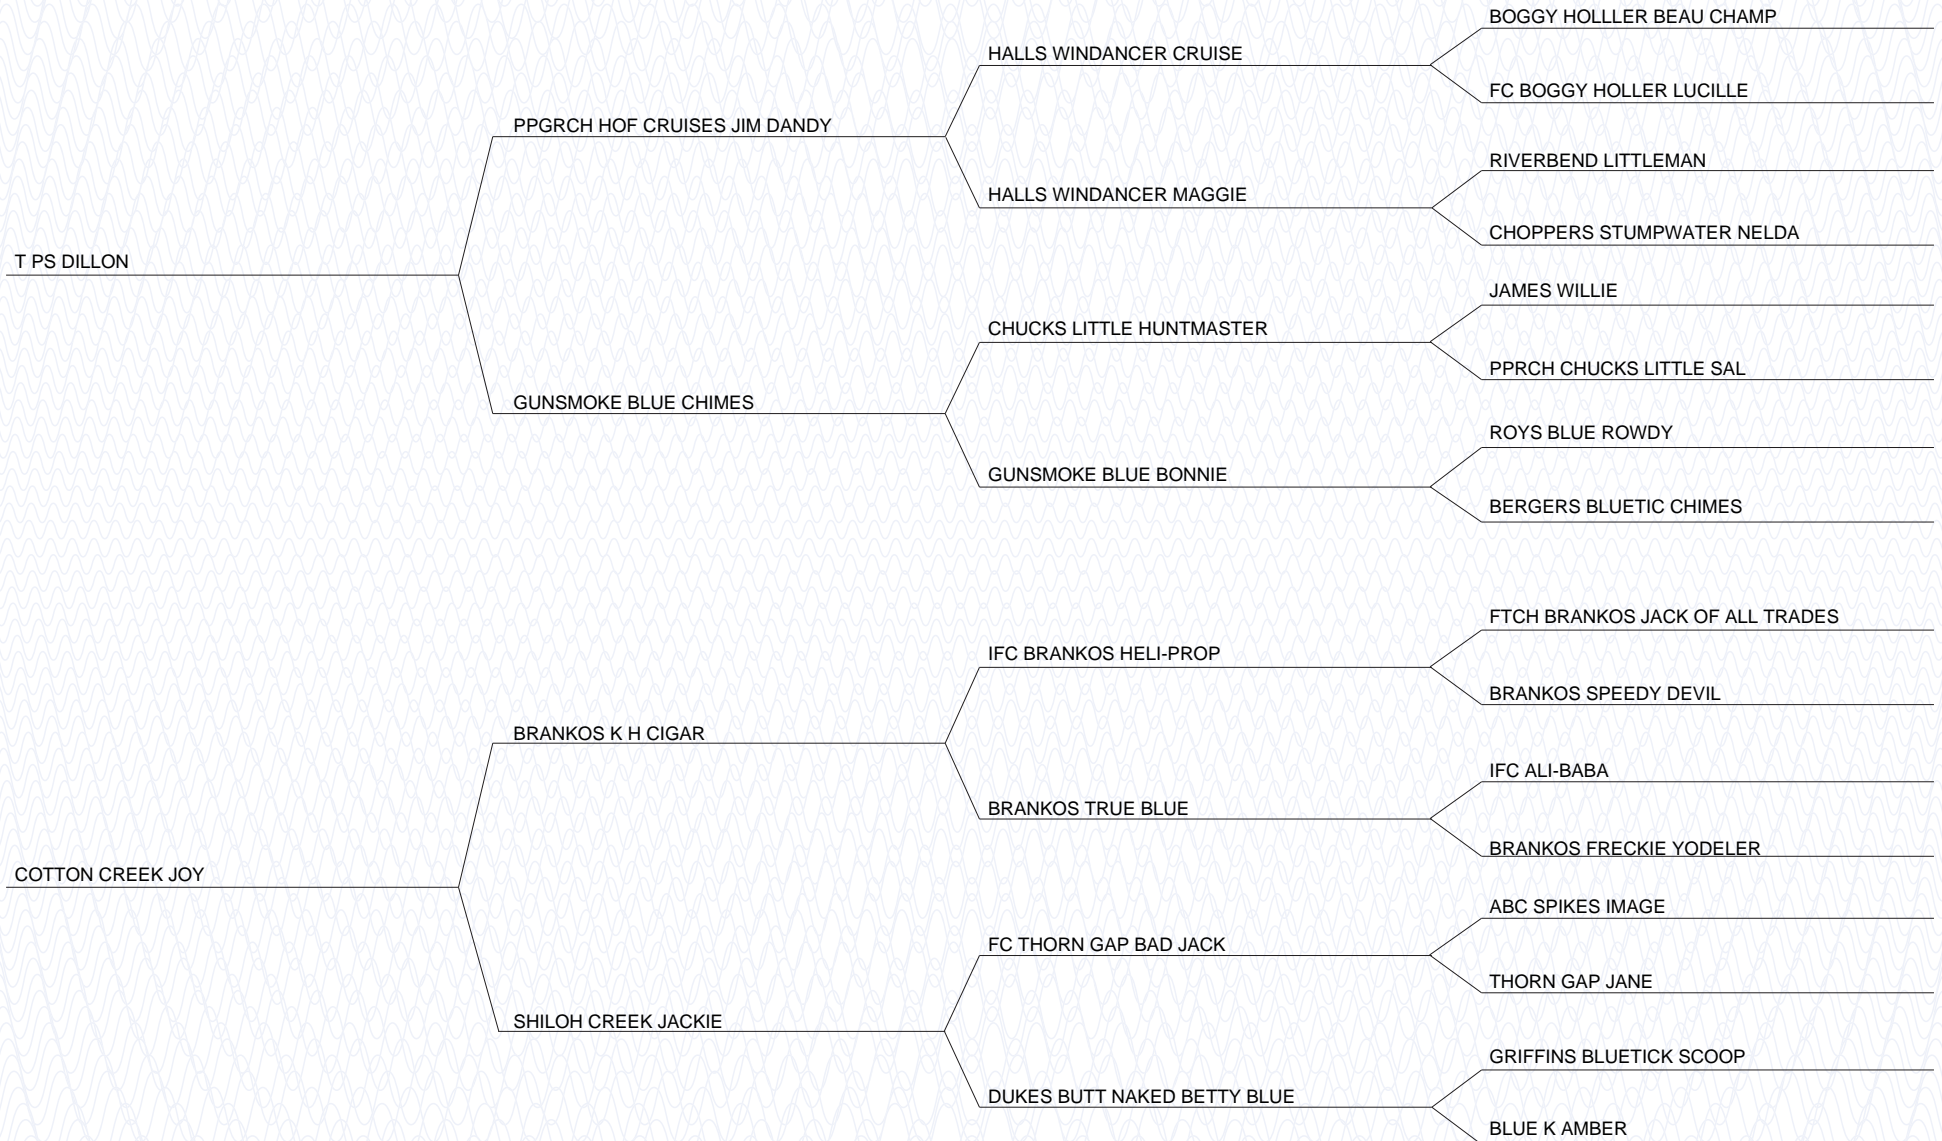 BOGGY HOLLLER BEAU CHAMP
HALLS WINDANCER CRUISE
FC BOGGY HOLLER LUCILLE
PPGRCH HOF CRUISES JIM DANDY
RIVERBEND LITTLEMAN
HALLS WINDANCER MAGGIE
CHOPPERS STUMPWATER NELDA
T PS DILLON
JAMES WILLIE
CHUCKS LITTLE HUNTMASTER
PPRCH CHUCKS LITTLE SAL
GUNSMOKE BLUE CHIMES
ROYS BLUE ROWDY
GUNSMOKE BLUE BONNIE
BERGERS BLUETIC CHIMES
FTCH BRANKOS JACK OF ALL TRADES
IFC BRANKOS HELI-PROP
BRANKOS SPEEDY DEVIL
BRANKOS K H CIGAR
IFC ALI-BABA
BRANKOS TRUE BLUE
BRANKOS FRECKIE YODELER
COTTON CREEK JOY
ABC SPIKES IMAGE
FC THORN GAP BAD JACK
THORN GAP JANE
SHILOH CREEK JACKIE
GRIFFINS BLUETICK SCOOP
DUKES BUTT NAKED BETTY BLUE
BLUE K AMBER